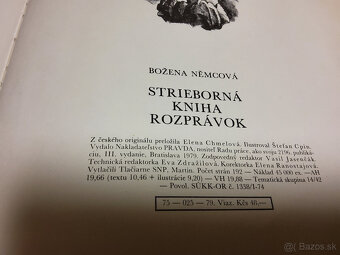 BOŽENA NĚMCOVÁ
STRIEBORNÁ
KNIHA
ROZPRÁVOK
Z českého originálu preložila Elena Chmelová. Ilustroval Štefan Cpin.
Vydalo Nakladateľstvo PRAVDA, nositeľ Radu práce, ako svoju 2196. publiká-
ciu, III. vydanie, Bratislava 1979. Zodpovedný redaktor Vasil Jasenčák
Technická redaktorka Eva Zdražilová. Korektorka Elena Ranostajová.
Vytlačili Tlačiarne SNP, Martin. Počet strán 192 — Náklad 45 000 ex. — AH
19,66 (textu 10,46 + ilustrácie 9,20) — VH 19,88 — Tematická skupina 14/42
— Povol. SÚKK-OR č. 1338/I-74
75 - 025 - 79. Viaz. Kčs 48,—
Bazos.sk